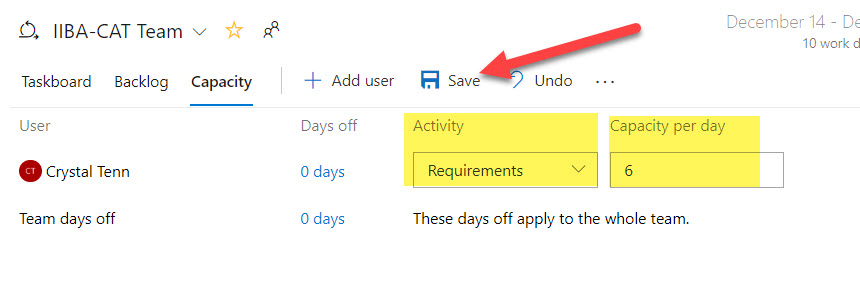 IIBA-CAT Team
December 14 - De
10 work d
Taskboard Backlog Capacity Add user Save Undo
User Days off Activity Capacity per day
CT Crystal Tenn 0 days Requirements 6
Team days off 0 days These days off apply to the whole team.